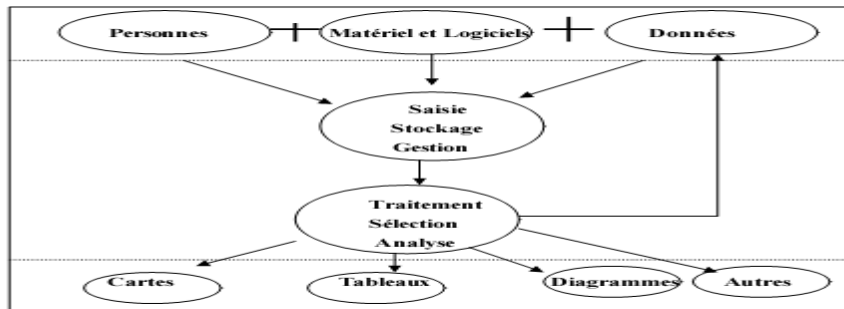 Personnes + Matériel et Logiciels + Données
Saisie
Stockage
Gestion
Traitement
Sélection
Analyse
Cartes Tableaux Diagrammes Autres